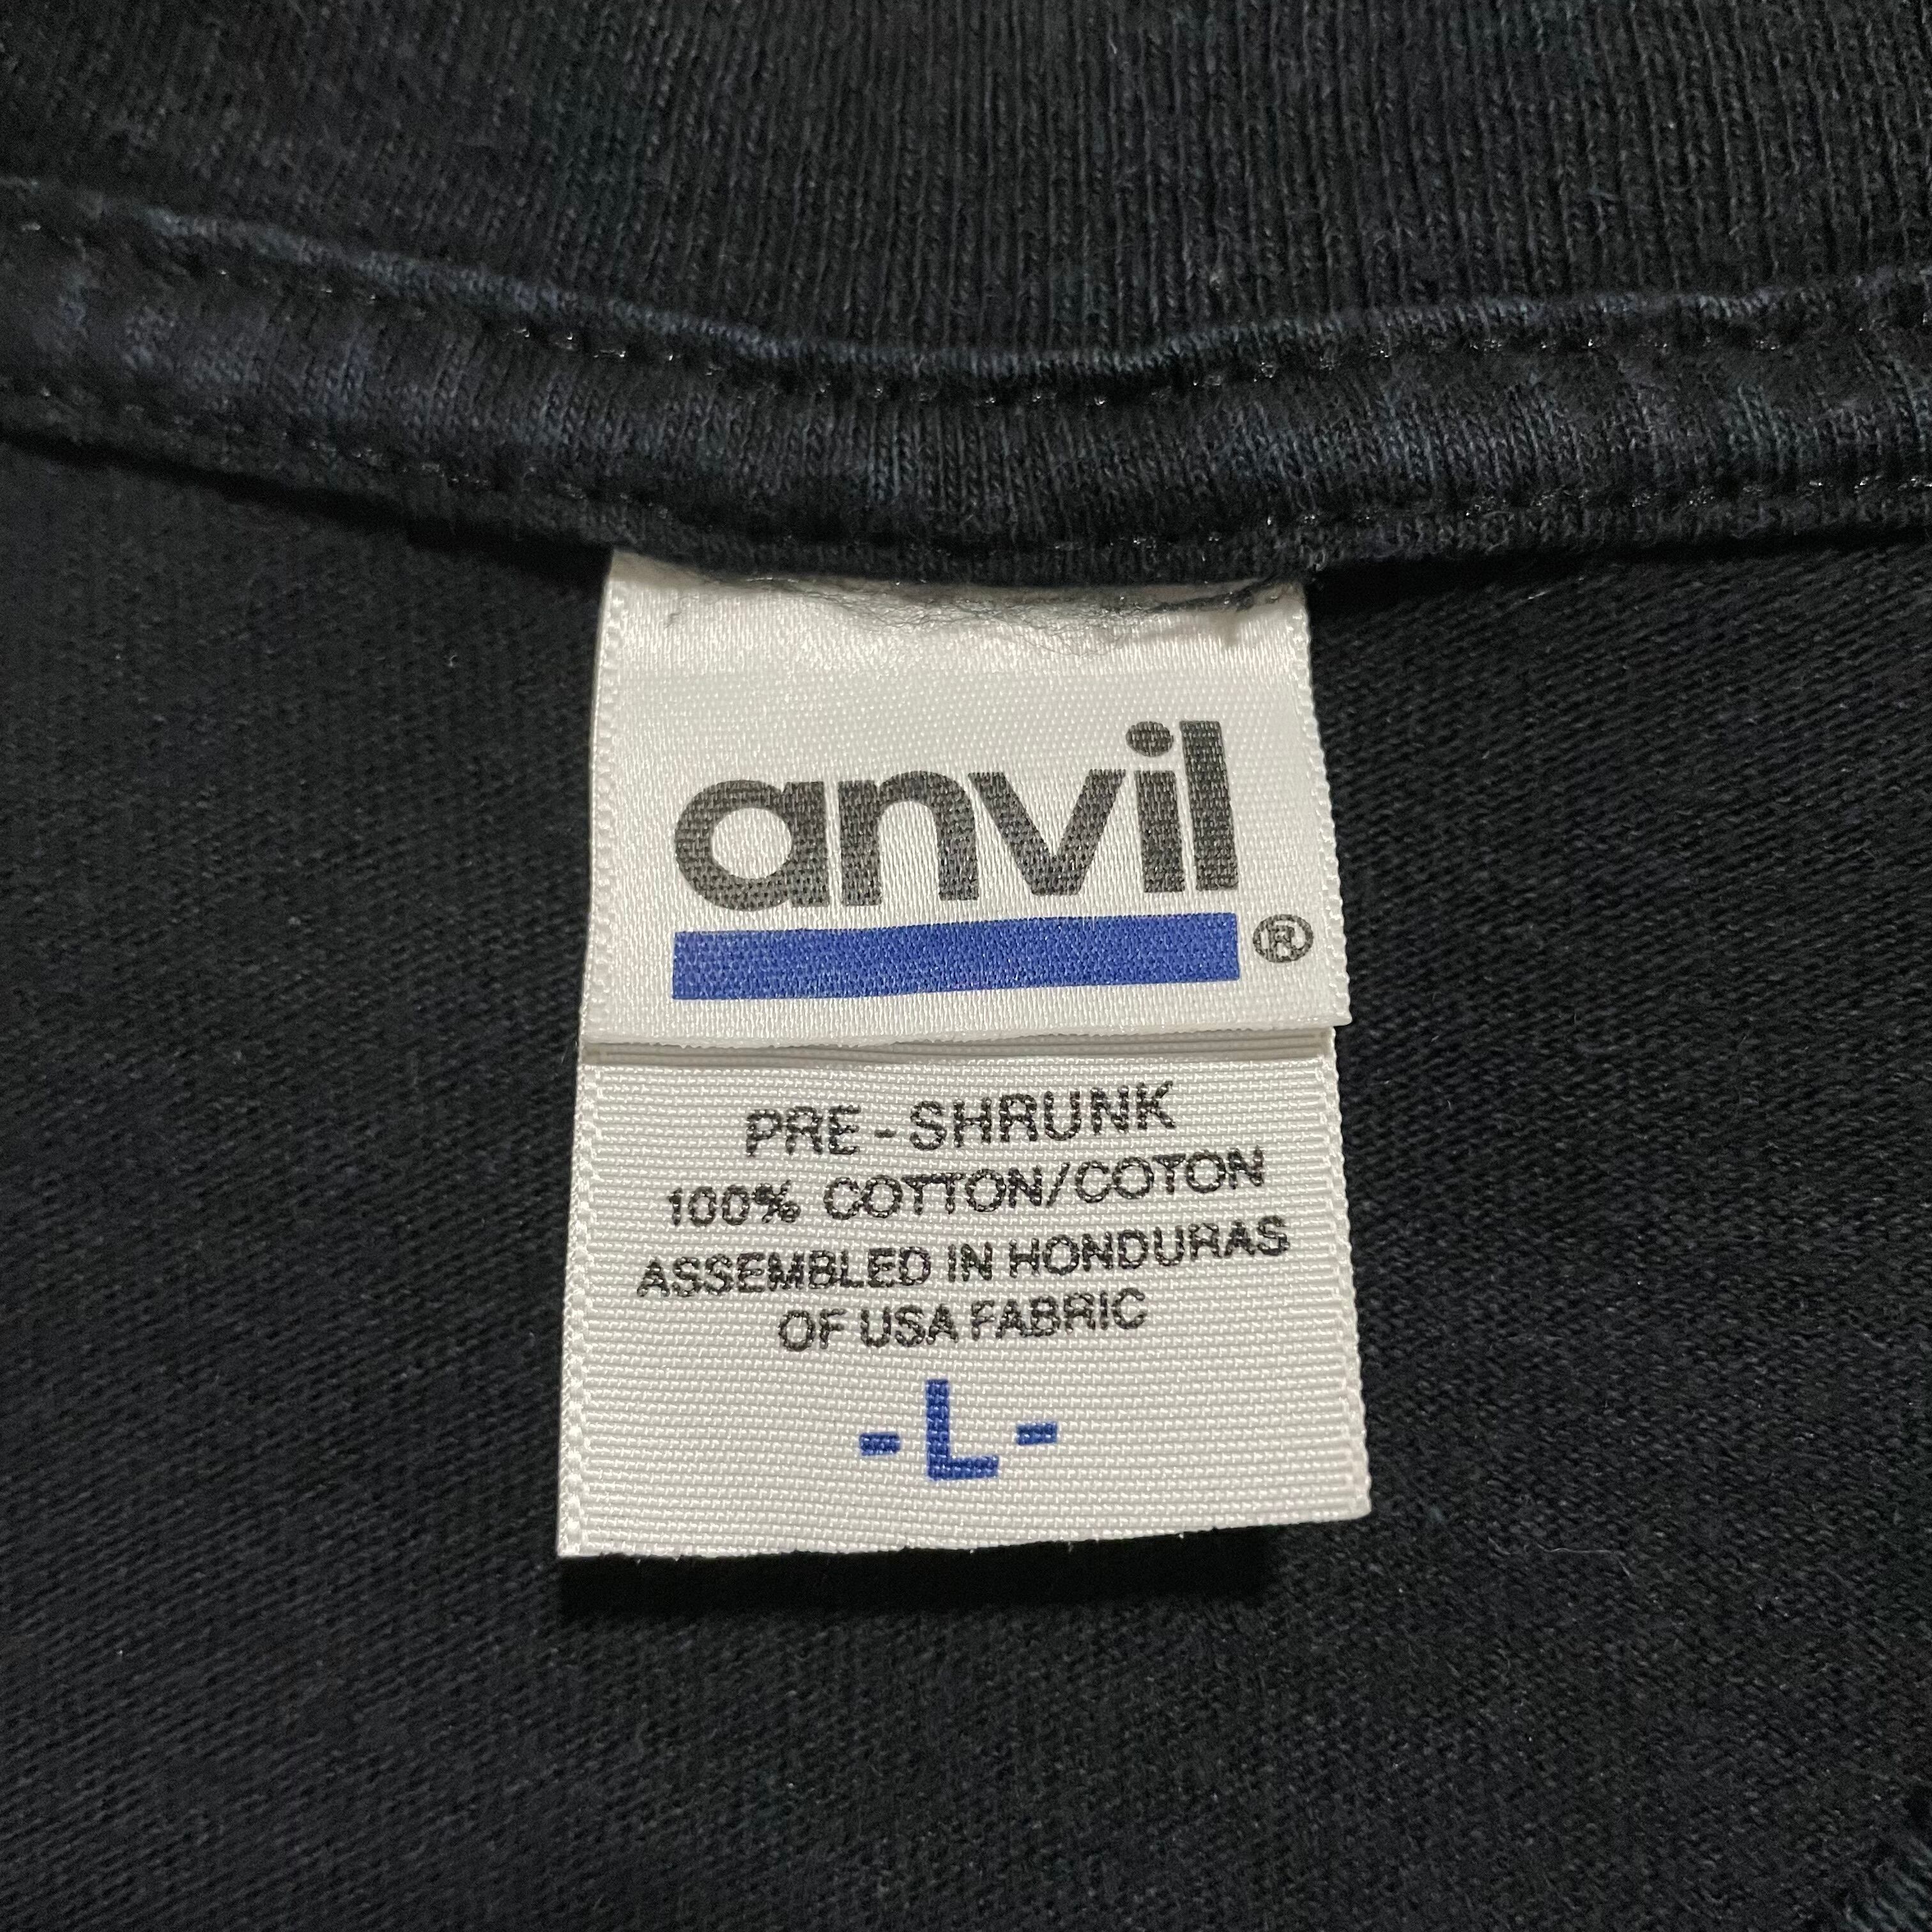 anvil®
PRE-SHRUNK
100% COTTON/COTON
ASSEMBLED IN HONDURAS
OF USA FABRIC
-L-